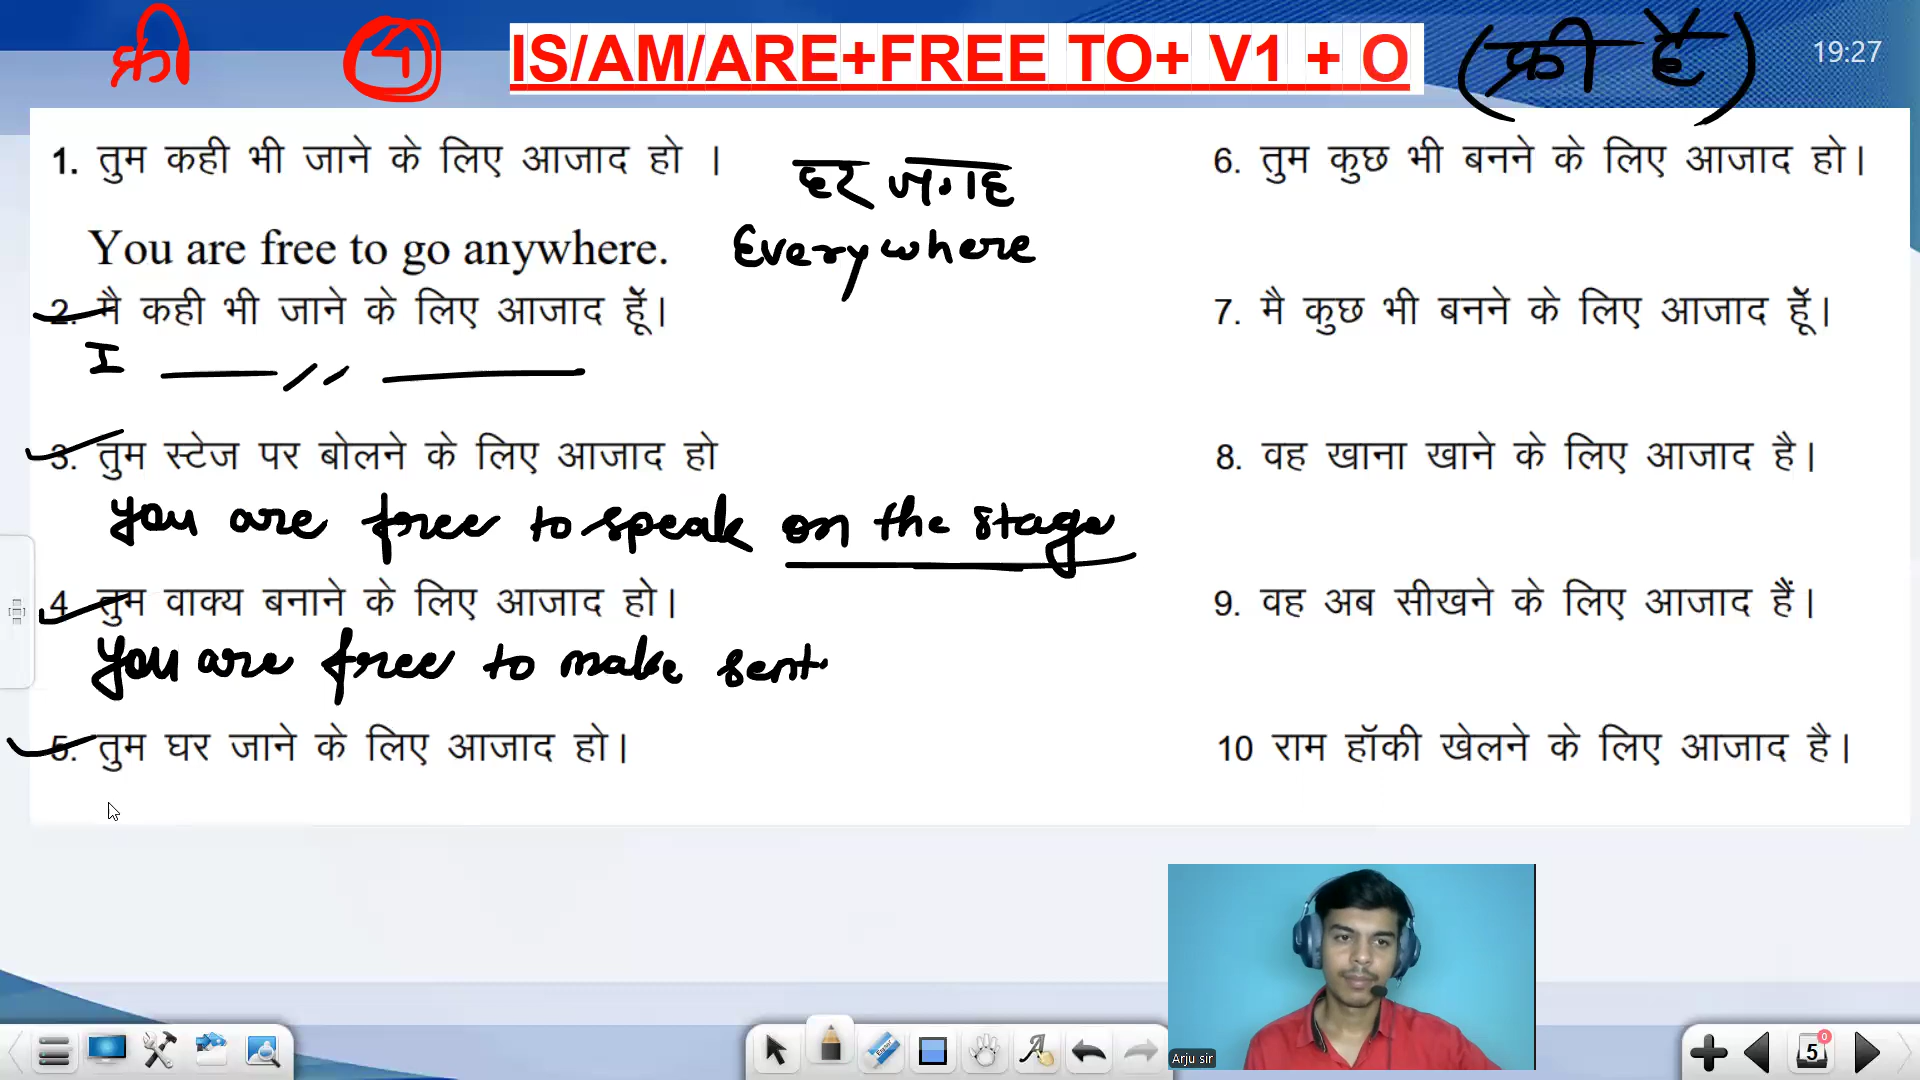 फ्री
4
IS/AM/ARE+FREE TO+ V1 + O
(फ्री हैं)
19:27
1. तुम कही भी जाने के लिए आजाद हो ।
You are free to go anywhere.
हर जगह
Everywhere
2. मै कही भी जाने के लिए आजाद हूॅं।
I
3. तुम स्टेज पर बोलने के लिए आजाद हो
You are free to speak on the stage
4. तुम वाक्य बनाने के लिए आजाद हो।
You are free to make sent.
5. तुम घर जाने के लिए आजाद हो।
6. तुम कुछ भी बनने के लिए आजाद हो।
7. मै कुछ भी बनने के लिए आजाद हूॅं।
8. वह खाना खाने के लिए आजाद है।
9. वह अब सीखने के लिए आजाद हैं।
10 राम हॉकी खेलने के लिए आजाद है।
Arju sir
5
0